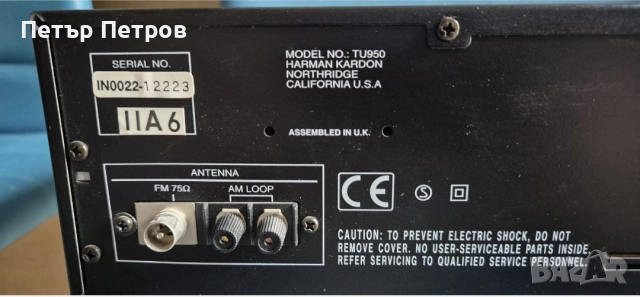 Петър Петров
SERIAL NO.
IN0022-12223
IIA6
MODEL NO.: TU950
HARMAN KARDON
NORTHRIDGE
CALIFORNIA U.S.A
ASSEMBLED IN U.K.
ANTENNA
FM 75Ω
AM LOOP
CE
S
CAUTION: TO PREVENT ELECTRIC SHOCK, DO NOT
REMOVE COVER. NO USER-SERVICEABLE PARTS INSIDE.
REFER SERVICING TO QUALIFIED SERVICE PERSONNEL.
BAZAR